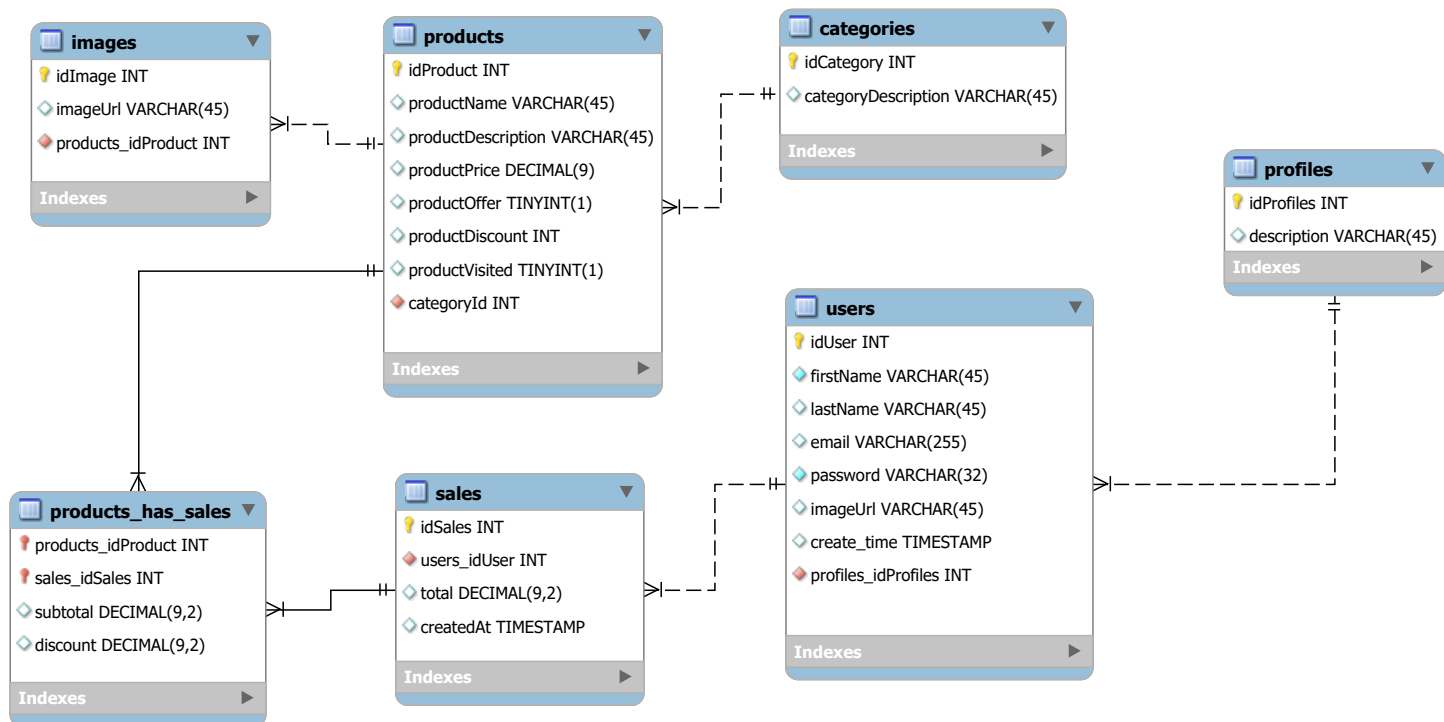 images
idImage INT
imageUrl VARCHAR(45)
products_idProduct INT
Indexes
products
idProduct INT
productName VARCHAR(45)
productDescription VARCHAR(45)
productPrice DECIMAL(9)
productOffer TINYINT(1)
productDiscount INT
productVisited TINYINT(1)
categoryId INT
Indexes
categories
idCategory INT
categoryDescription VARCHAR(45)
Indexes
profiles
idProfiles INT
description VARCHAR(45)
Indexes
users
idUser INT
firstName VARCHAR(45)
lastName VARCHAR(45)
email VARCHAR(255)
password VARCHAR(32)
imageUrl VARCHAR(45)
create_time TIMESTAMP
profiles_idProfiles INT
Indexes
products_has_sales
products_idProduct INT
sales_idSales INT
subtotal DECIMAL(9,2)
discount DECIMAL(9,2)
Indexes
sales
idSales INT
users_idUser INT
total DECIMAL(9,2)
createdAt TIMESTAMP
Indexes